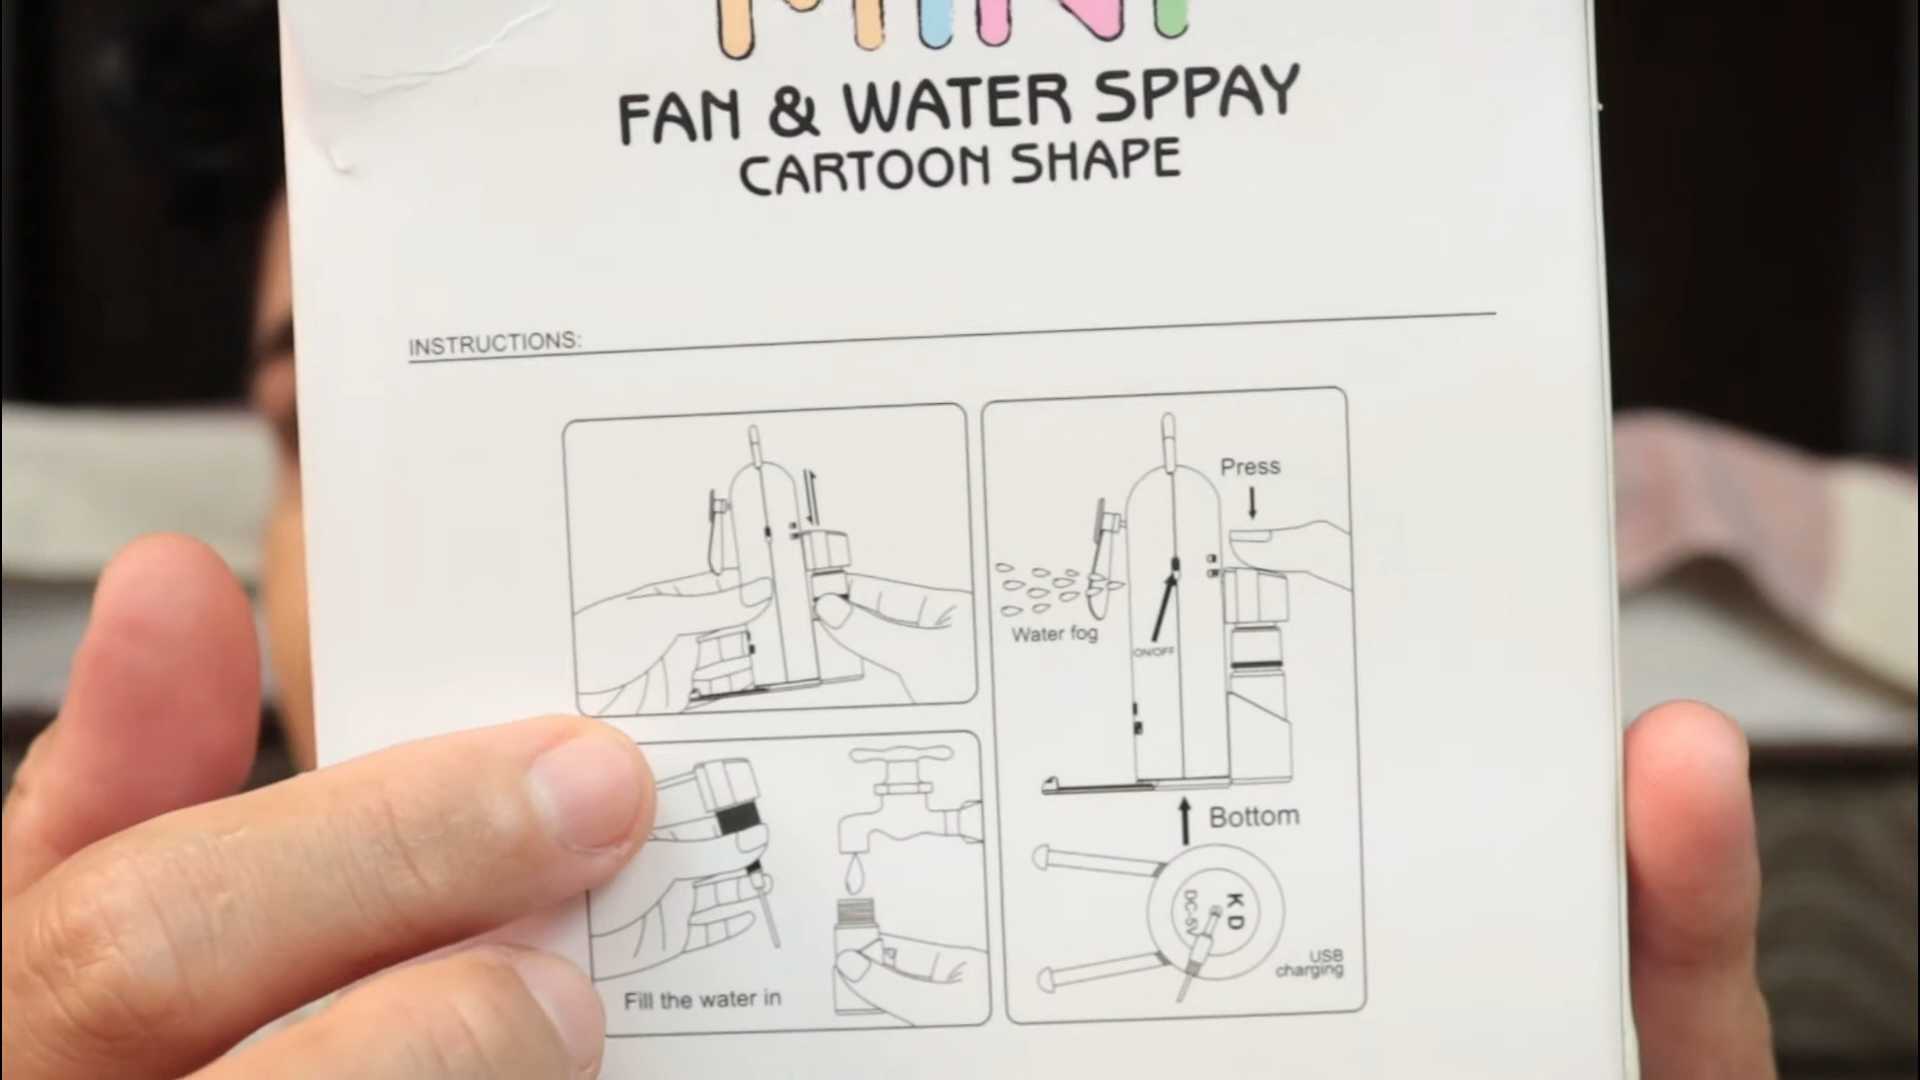 MINI
FAN & WATER SPPAY
CARTOON SHAPE
INSTRUCTIONS:
Press
Water fog
ON/OFF
Bottom
KD
DC-5V
USB
charging
Fill the water in